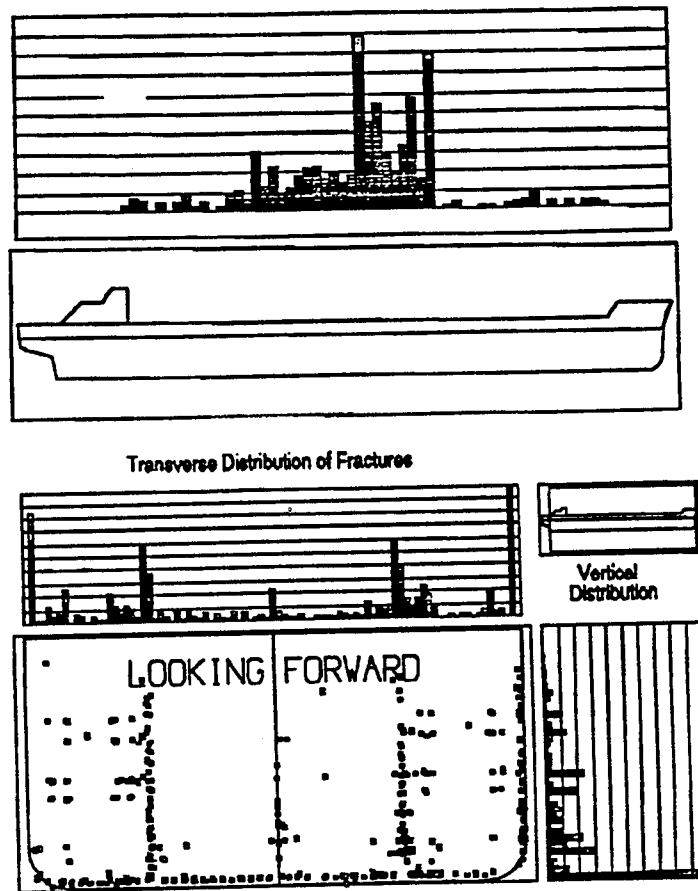 Transverse Distribution of Fractures
Vertical
Distribution
LOOKING FORWARD